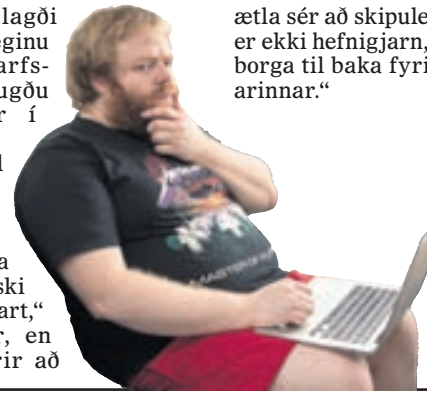 lagði
eginu
arfs-
ugðu
r í
l
a
ski
art,“
r, en
rir að
ætla sér að skipule
er ekki hefnigjarn,
borga til baka fyri
arinnar.“